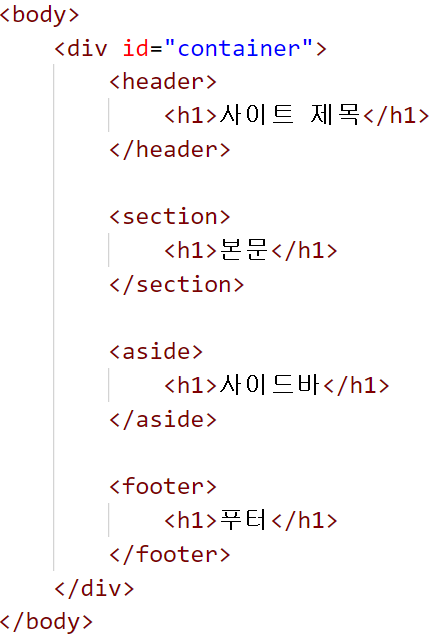 <body>
<div id="container">
<header>
<h1>사이트 제목</h1>
</header>
<section>
<h1>본문</h1>
</section>
<aside>
<h1>사이드바</h1>
</aside>
<footer>
<h1>푸터</h1>
</footer>
</div>
</body>